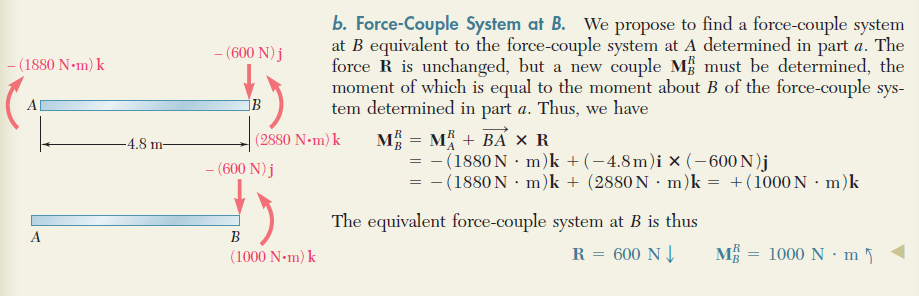 b. Force-Couple System at B. We propose to find a force-couple system
at B equivalent to the force-couple system at A determined in part a. The
force R is unchanged, but a new couple M_B^R must be determined, the
moment of which is equal to the moment about B of the force-couple sys-
tem determined in part a. Thus, we have
M_B^R = M_A^R + BA→ × R
= −(1880 N · m)k + (−4.8 m)i × (−600 N)j
= −(1880 N · m)k + (2880 N · m)k = +(1000 N · m)k
The equivalent force-couple system at B is thus
R = 600 N ↓ M_B^R = 1000 N · m ↰ ◀
−(1880 N•m) k
−(600 N) j
A
B
4.8 m
(2880 N•m) k
−(600 N) j
A
B
(1000 N•m) k